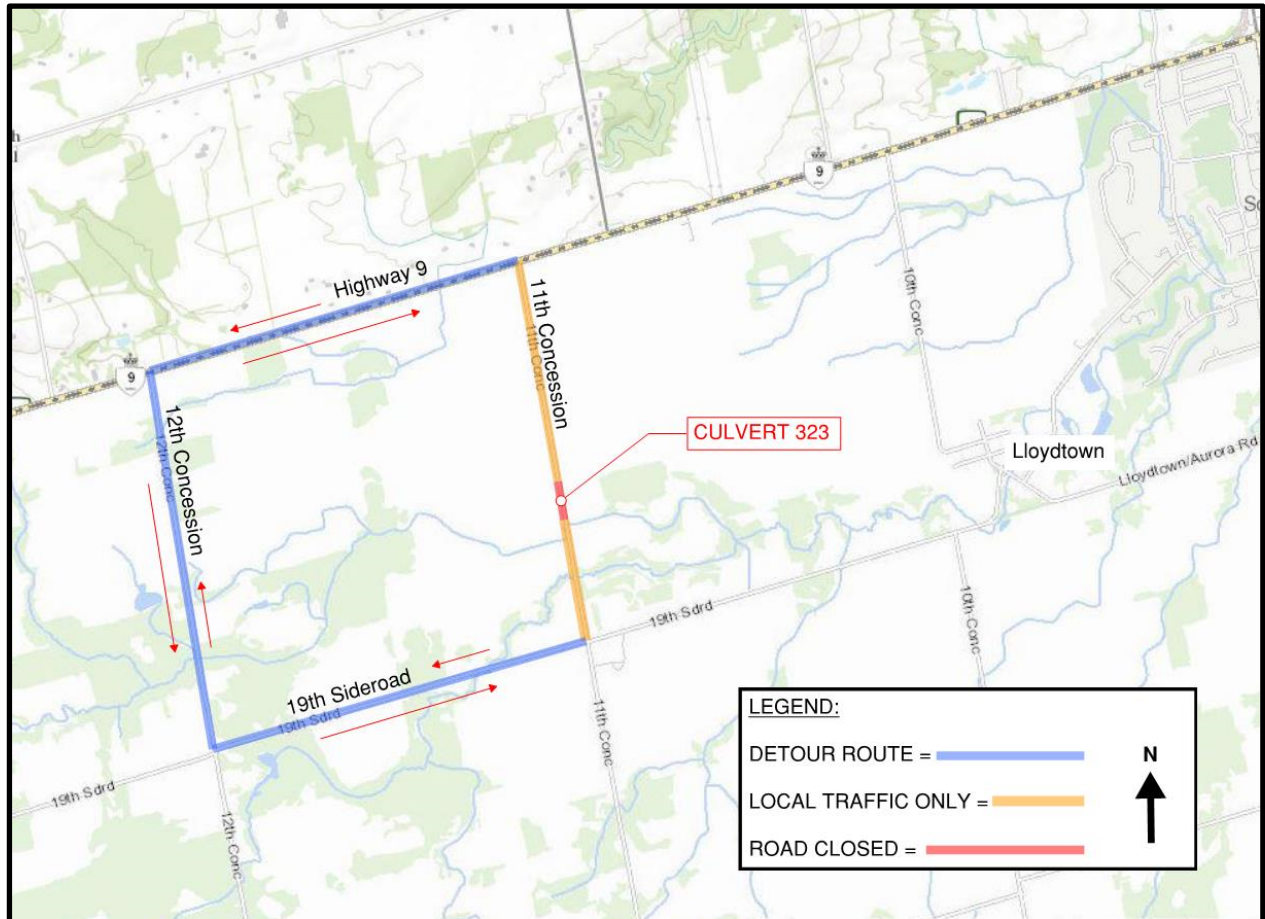 9
h
l
So
Highway 9
11th Concession
11th Conc
10th Conc
9
12th Concession
12th Conc
CULVERT 323
Lloydtown
Lloydtown/Aurora Rd
19th Sdrd
10th Conc
19th Sideroad
19th Sdrd
11th Conc
19th Sdrd
12th Conc
LEGEND:
DETOUR ROUTE =
LOCAL TRAFFIC ONLY =
ROAD CLOSED =
N